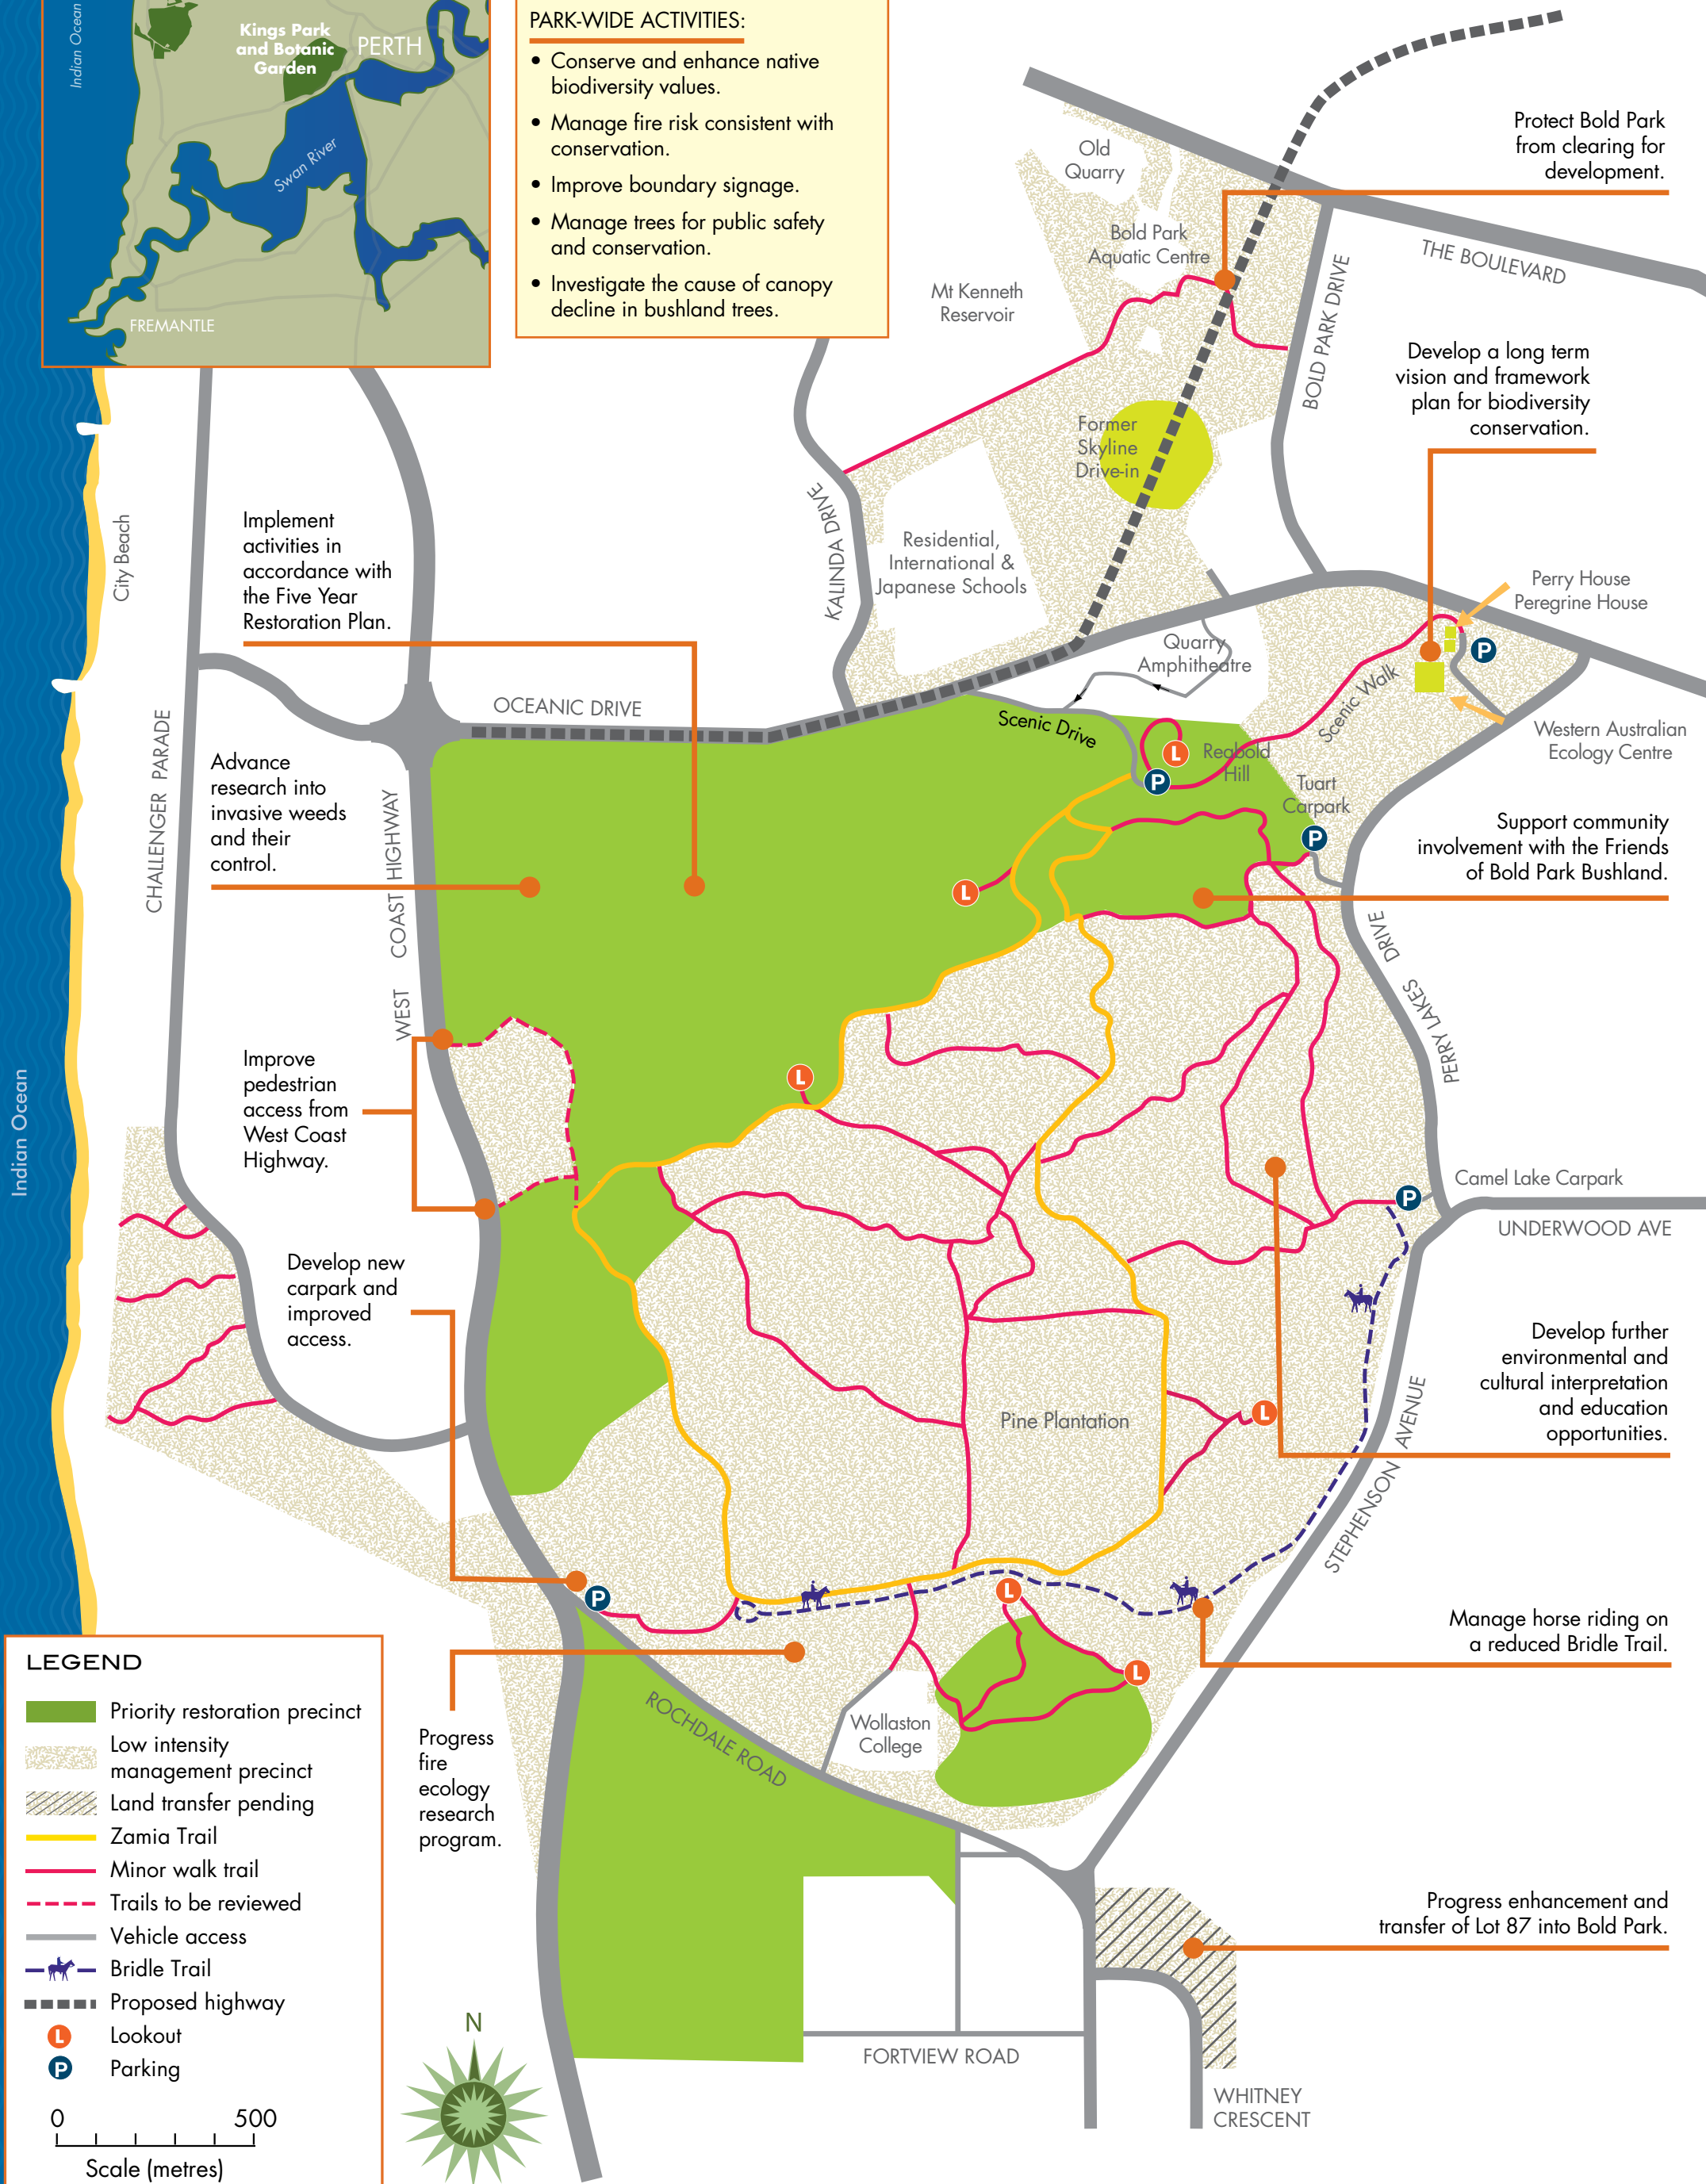 Indian Ocean
Kings Park
and Botanic
Garden
PERTH
Swan River
FREMANTLE
PARK-WIDE ACTIVITIES:
• Conserve and enhance native
biodiversity values.
• Manage fire risk consistent with
conservation.
• Improve boundary signage.
• Manage trees for public safety
and conservation.
• Investigate the cause of canopy
decline in bushland trees.
Old
Quarry
Bold Park
Aquatic Centre
Mt Kenneth
Reservoir
Protect Bold Park
from clearing for
development.
THE BOULEVARD
BOLD PARK DRIVE
Develop a long term
vision and framework
plan for biodiversity
conservation.
Former
Skyline
Drive-in
KALINDA DRIVE
Residential,
International &
Japanese Schools
City Beach
Implement
activities in
accordance with
the Five Year
Restoration Plan.
Perry House
Peregrine House
P
Quarry
Amphitheatre
Scenic Walk
Western Australian
Ecology Centre
OCEANIC DRIVE
Scenic Drive
L
Reabold
Hill
P
Tuart
Carpark
P
CHALLENGER PARADE
Advance
research into
invasive weeds
and their
control.
WEST COAST HIGHWAY
L
Support community
involvement with the Friends
of Bold Park Bushland.
PERRY LAKES DRIVE
Improve
pedestrian
access from
West Coast
Highway.
L
Indian Ocean
Camel Lake Carpark
P
UNDERWOOD AVE
Develop new
carpark and
improved
access.
Develop further
environmental and
cultural interpretation
and education
opportunities.
Pine Plantation
L
STEPHENSON AVENUE
P
L
L
Manage horse riding on
a reduced Bridle Trail.
ROCHDALE ROAD
Wollaston
College
Progress
fire
ecology
research
program.
Progress enhancement and
transfer of Lot 87 into Bold Park.
FORTVIEW ROAD
WHITNEY
CRESCENT
N
LEGEND
Priority restoration precinct
Low intensity
management precinct
Land transfer pending
Zamia Trail
Minor walk trail
Trails to be reviewed
Vehicle access
Bridle Trail
Proposed highway
L Lookout
P Parking
0 500
Scale (metres)